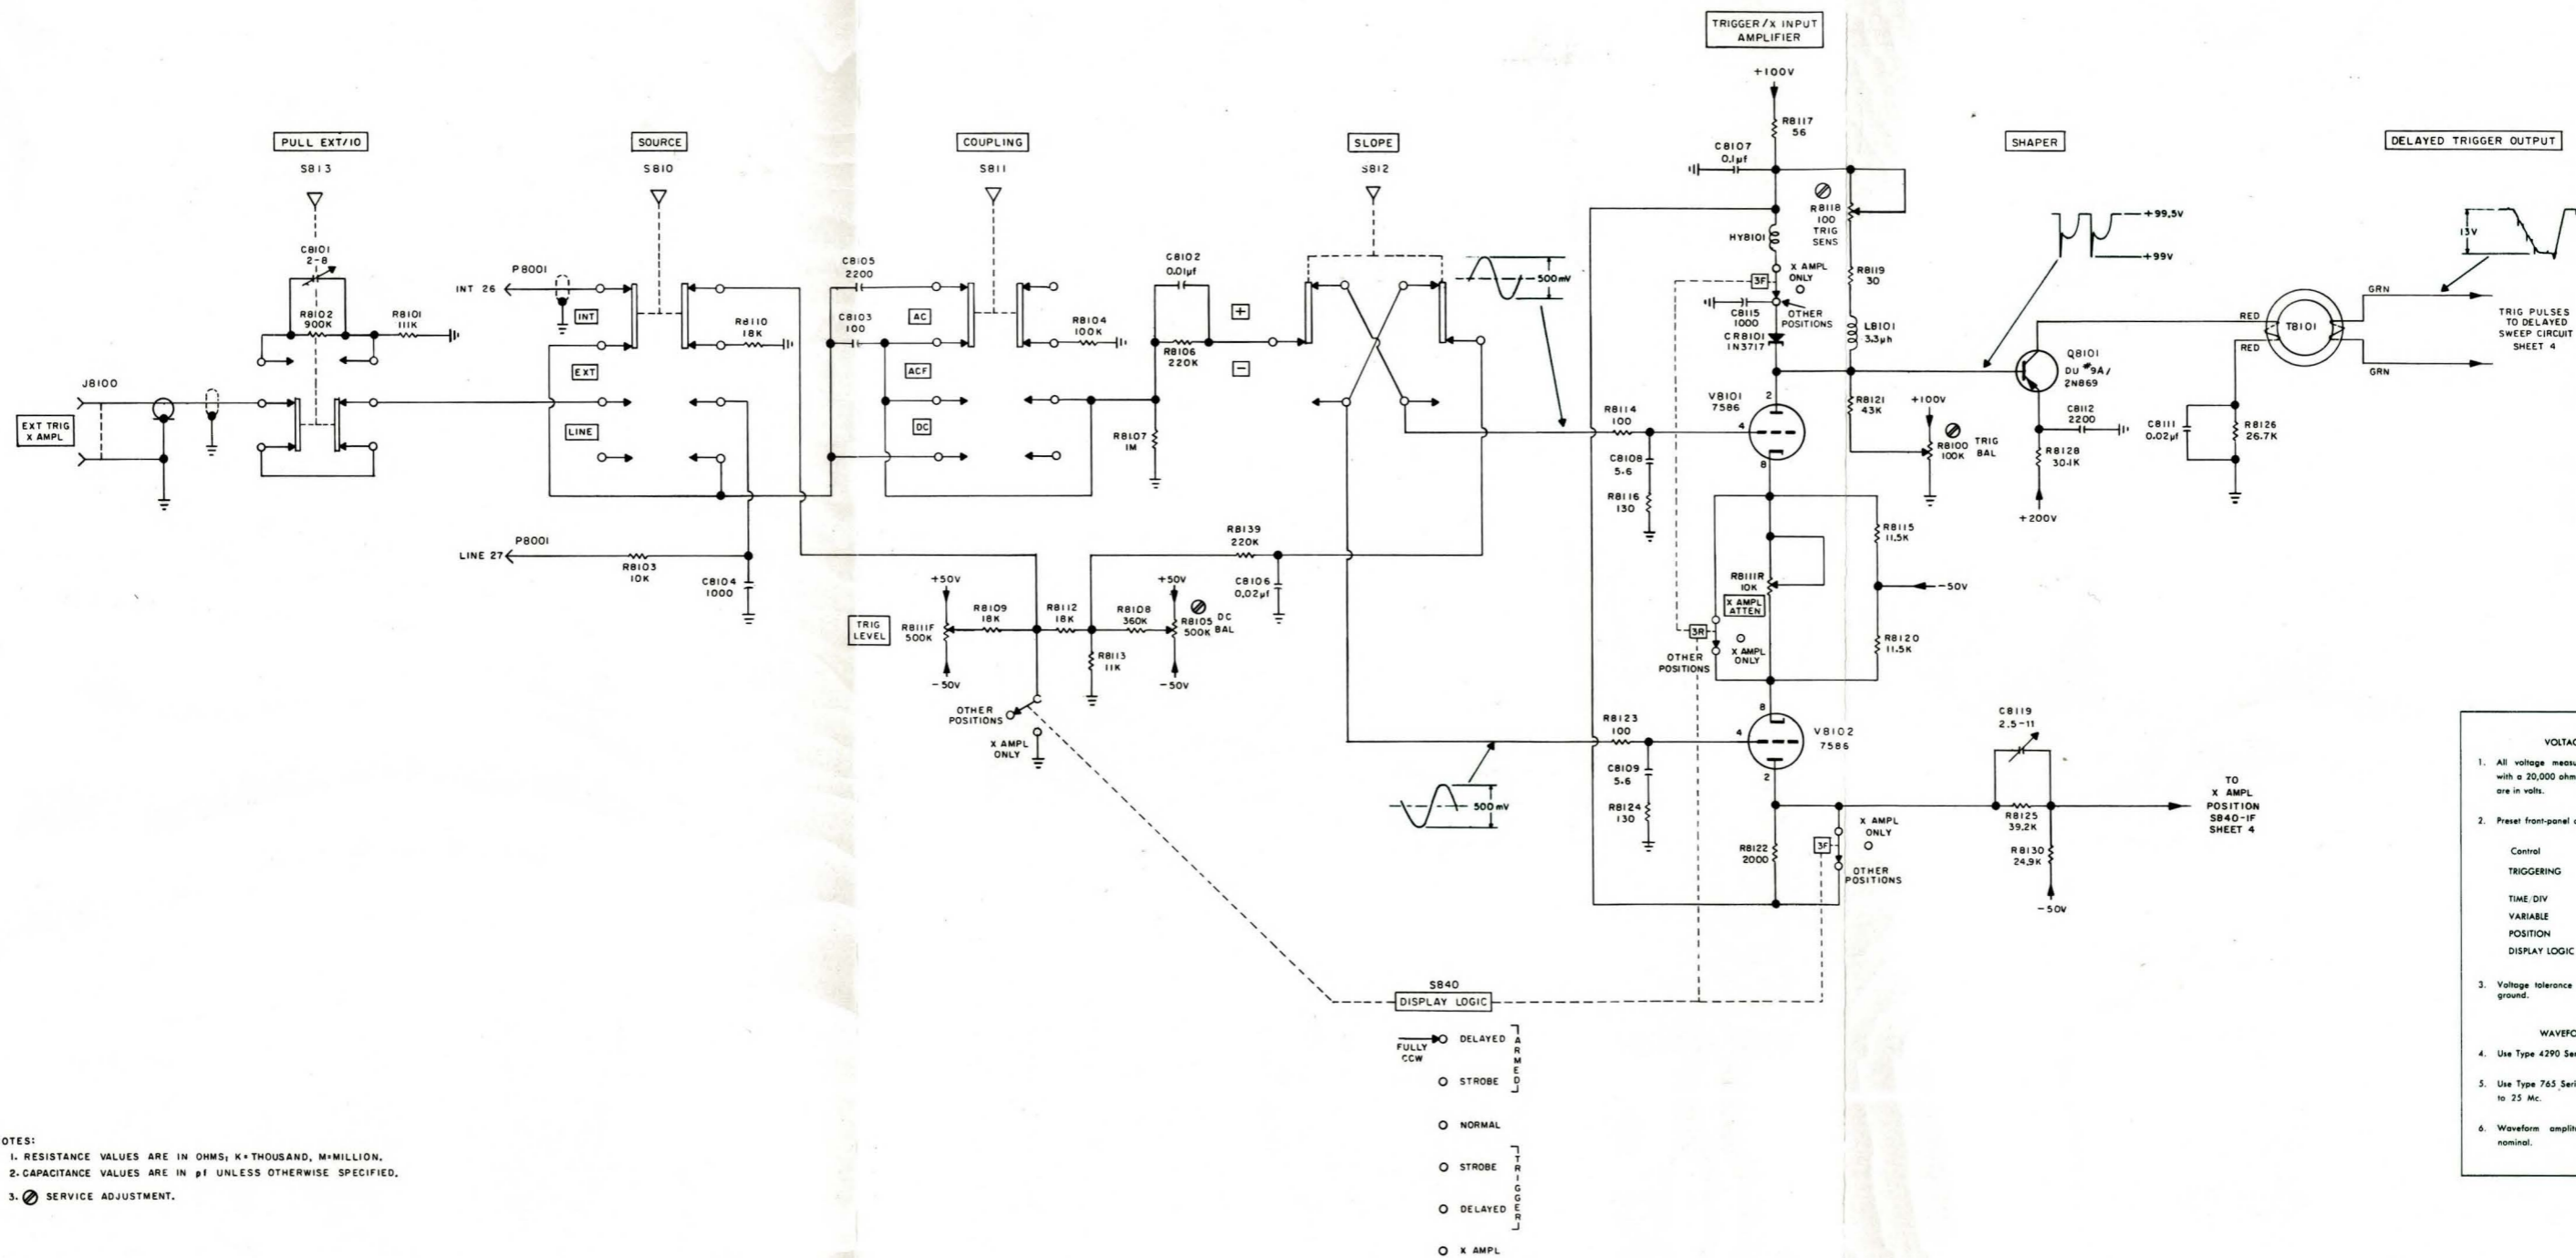 TRIGGER/X INPUT
AMPLIFIER
+100V
R8117
56
PULL EXT/10
S813
SOURCE
S810
COUPLING
S811
SLOPE
S812
C8107
0.1µf
SHAPER
DELAYED TRIGGER OUTPUT
R8118
100
TRIG
SENS
HY8101
+99.5V
+99V
13V
C8101
2-8
R8102
900K
R8101
111K
P8001
INT 26
INT
R8110
18K
C8105
2200
C8103
100
AC
R8104
100K
C8102
0.01µf
R8106
220K
+
−
500mV
3F
X AMPL
ONLY
C8115
1000
OTHER
POSITIONS
CR8101
1N3717
R8119
30
L8101
3.3µh
Q8101
DU #9A/
2N869
RED
RED
T8101
GRN
GRN
TRIG PULSES
TO DELAYED
SWEEP CIRCUIT
SHEET 4
J8100
EXT TRIG
X AMPL
EXT
LINE
ACF
DC
R8107
1M
R8114
100
C8108
5.6
R8116
130
V8101
7586
2
4
8
R8121
43K
+100V
R8100
100K
TRIG
BAL
C8112
2200
R8128
30.1K
+200V
C8111
0.02µf
R8126
26.7K
P8001
LINE 27
R8103
10K
C8104
1000
R8139
220K
C8106
0.02µf
R8115
11.5K
R8111R
10K
X AMPL
ATTEN
-50V
+50V
TRIG
LEVEL
R8111F
500K
-50V
R8109
18K
R8112
18K
R8108
360K
+50V
R8105
500K
DC
BAL
-50V
R8113
11K
3R
OTHER
POSITIONS
X AMPL
ONLY
R8120
11.5K
OTHER
POSITIONS
X AMPL
ONLY
R8123
100
C8109
5.6
R8124
130
500mV
8
4
2
V8102
7586
C8119
2.5-11
R8125
39.2K
R8130
24.9K
-50V
TO
X AMPL
POSITION
S840-1F
SHEET 4
R8122
2000
3F
X AMPL
ONLY
OTHER
POSITIONS
S840
DISPLAY LOGIC
FULLY
CCW
DELAYED
STROBE
ARMED
NORMAL
STROBE
DELAYED
TRIGGER
X AMPL
VOLTA
1. All voltage meas
with a 20,000 ohm
are in volts.
2. Preset front-panel
Control
TRIGGERING
TIME/DIV
VARIABLE
POSITION
DISPLAY LOGIC
3. Voltage tolerance
ground.
WAVEFO
4. Use Type 4290 Se
5. Use Type 765 Seri
to 25 Mc.
6. Waveform amplit
nominal.
OTES:
1. RESISTANCE VALUES ARE IN OHMS; K=THOUSAND, M=MILLION.
2. CAPACITANCE VALUES ARE IN pf UNLESS OTHERWISE SPECIFIED.
3. SERVICE ADJUSTMENT.